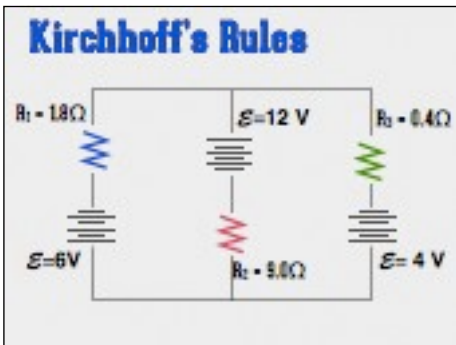 Kirchhoff's Rules
R₁ = 1.8Ω
ℰ=12 V
R₃ = 0.4Ω
ℰ=6V
R₂ = 9.0Ω
ℰ= 4 V